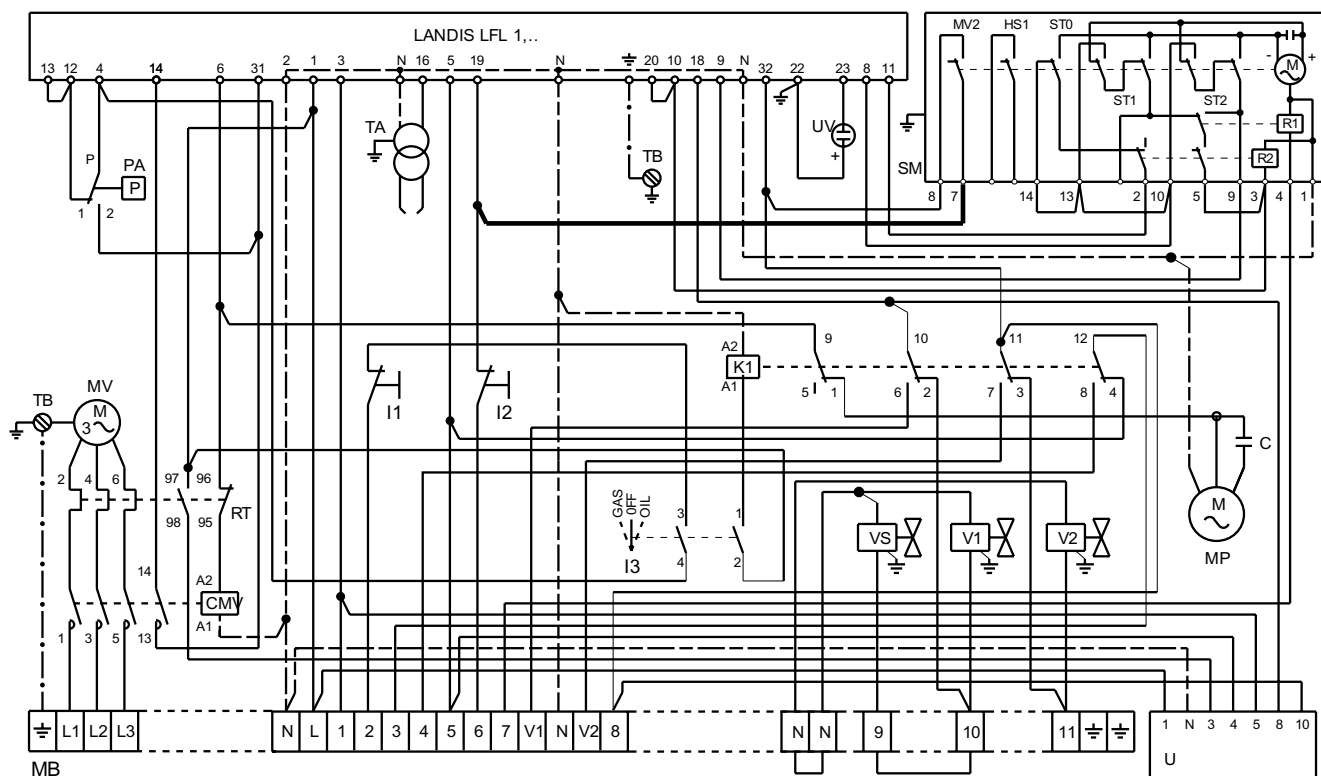 LANDIS LFL 1,..
MV2 HS1 ST0
- M +
13 12 4 14 6 31 2 1 3 N 16 5 19 N 20 10 18 9 N 32 22 23 8 11
ST1 ST2
TA
UV
+
R1
R2
P PA
P
TB
SM
1 2
8 7 14 13 2 10 5 9 3 4 1
9 10 11 12
A2
K1
A1
5 1 6 2 7 3 8 4
I1 I2
MV
TB
M
3
C
2 4 6 97 96
98 95
RT
GAS
OFF
OIL
3 1
I3
4 2
VS V1 V2
M
MP
14
A2
CMV
A1
1 3 5 13
L1 L2 L3 N L 1 2 3 4 5 6 7 V1 N V2 8 N N 9 10 11
1 N 3 4 5 8 10
U
MB